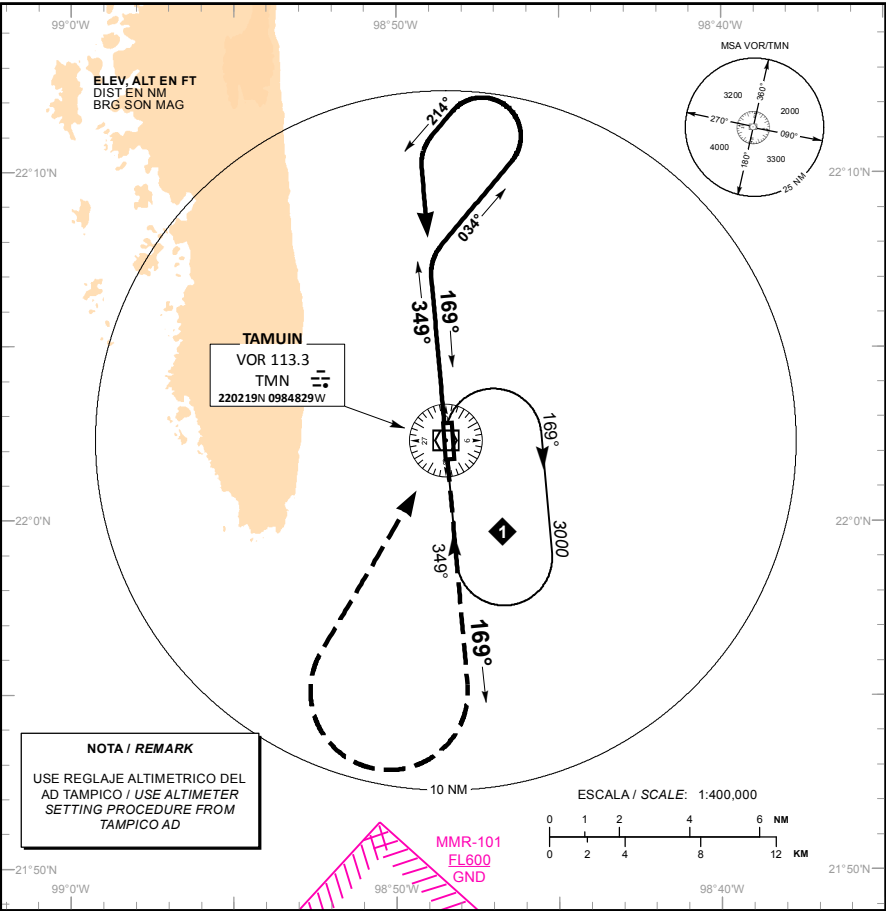 99°0'W
98°50'W
98°40'W
MSA VOR/TMN
360°
3200
2000
270°
090°
4000
3300
180°
25 NM
ELEV, ALT EN FT
DIST EN NM
BRG SON MAG
214°
22°10'N
22°10'N
034°
349°
169°
TAMUIN
VOR 113.3
TMN
220219N 0984829W
27
9
169°
1
3000
349°
22°0'N
22°0'N
169°
NOTA / REMARK
USE REGLAJE ALTIMETRICO DEL
AD TAMPICO / USE ALTIMETER
SETTING PROCEDURE FROM
TAMPICO AD
10 NM
ESCALA / SCALE: 1:400,000
0 1 2 4 6 NM
0 2 4 8 12 KM
MMR-101
FL600
GND
21°50'N
21°50'N
99°0'W
98°50'W
98°40'W